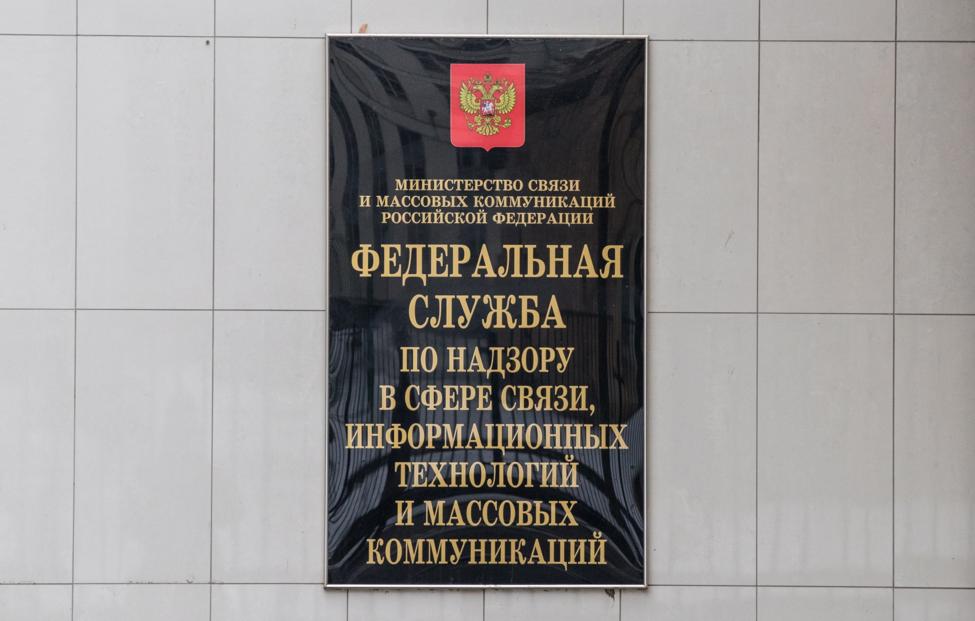 МИНИСТЕРСТВО СВЯЗИ
И МАССОВЫХ КОММУНИКАЦИЙ
РОССИЙСКОЙ ФЕДЕРАЦИИ
ФЕДЕРАЛЬНАЯ
СЛУЖБА
ПО НАДЗОРУ
В СФЕРЕ СВЯЗИ,
ИНФОРМАЦИОННЫХ
ТЕХНОЛОГИЙ
И МАССОВЫХ
КОММУНИКАЦИЙ